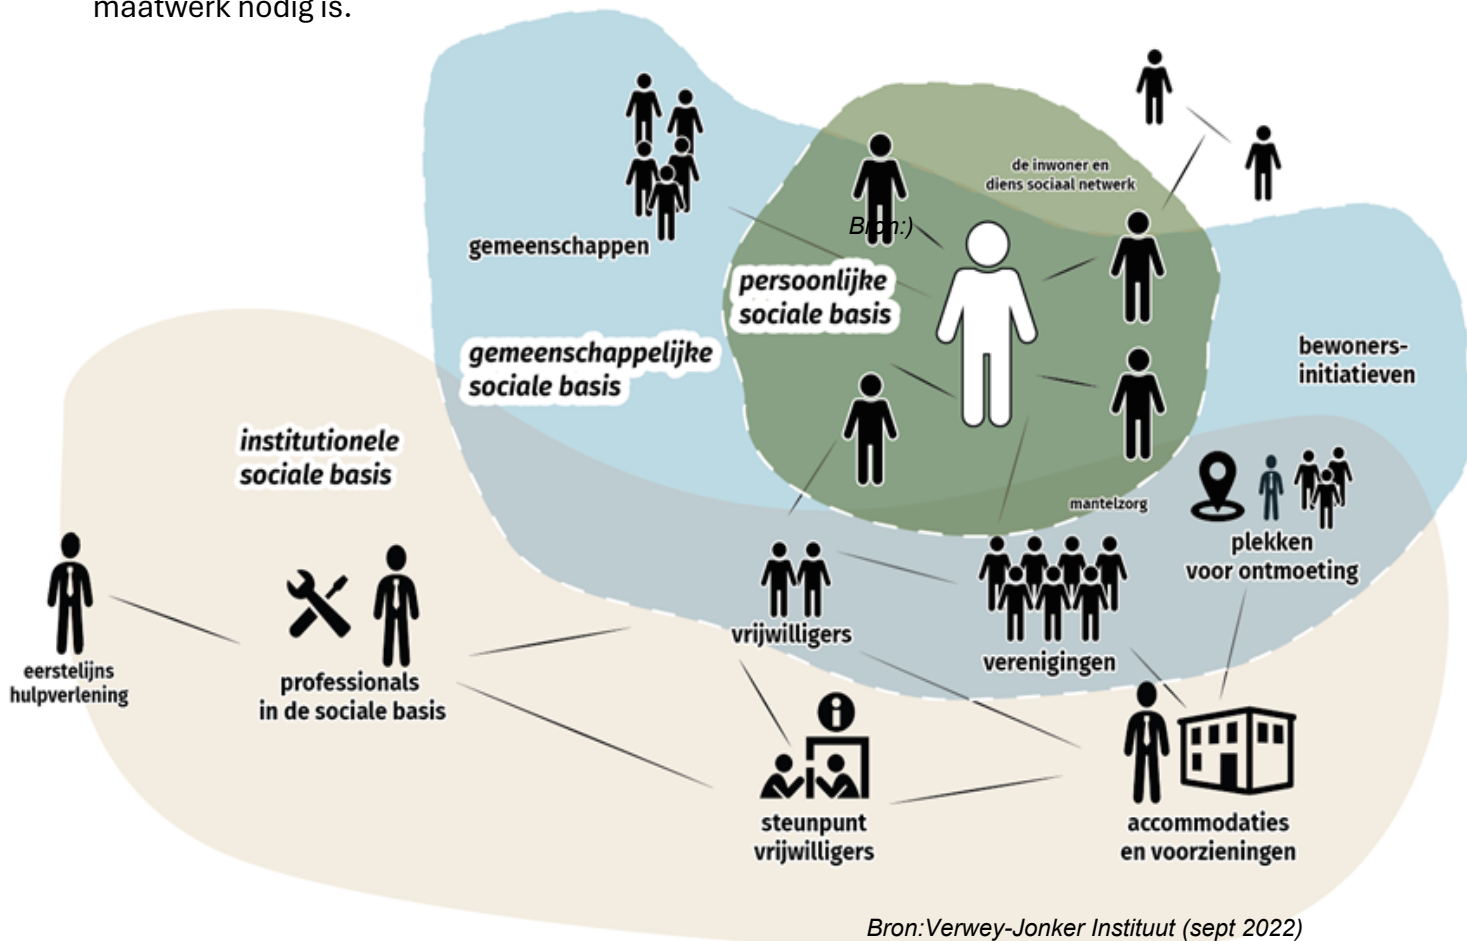 maatwerk nodig is.
de inwoner en
diens sociaal netwerk
Bron:)
gemeenschappen
persoonlijke
sociale basis
gemeenschappelijke
sociale basis
bewoners-
initiatieven
institutionele
sociale basis
mantelzorg
plekken
voor ontmoeting
vrijwilligers
verenigingen
eerstelijns
hulpverlening
professionals
in de sociale basis
steunpunt
vrijwilligers
accommodaties
en voorzieningen
Bron:Verwey-Jonker Instituut (sept 2022)